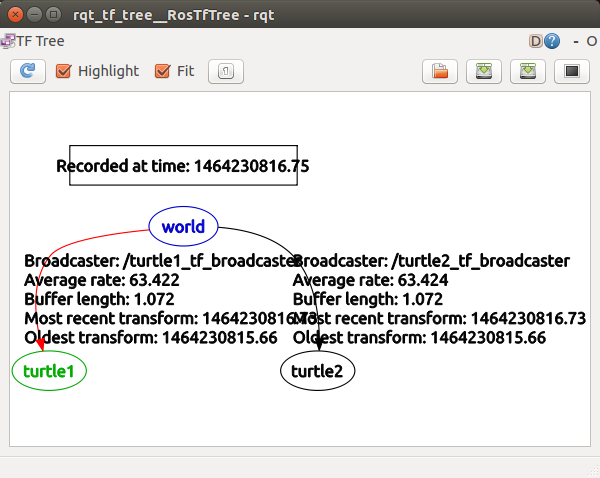 rqt_tf_tree__RosTfTree - rqt
TF Tree
D ? - O
Highlight
Fit
Recorded at time: 1464230816.75
world
Broadcaster: /turtle1_tf_broadcaster
Average rate: 63.422
Buffer length: 1.072
Most recent transform: 1464230816.73
Oldest transform: 1464230815.66
Broadcaster: /turtle2_tf_broadcaster
Average rate: 63.424
Buffer length: 1.072
Most recent transform: 1464230816.73
Oldest transform: 1464230815.66
turtle1
turtle2